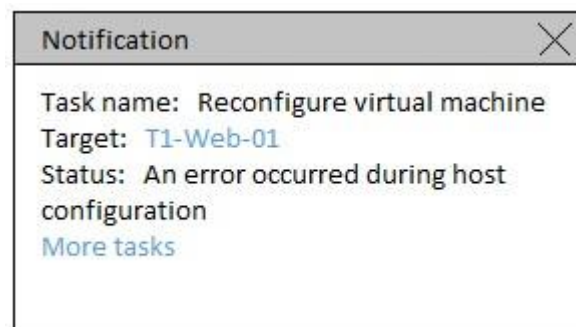 Notification
Task name: Reconfigure virtual machine
Target: T1-Web-01
Status: An error occurred during host
configuration
More tasks